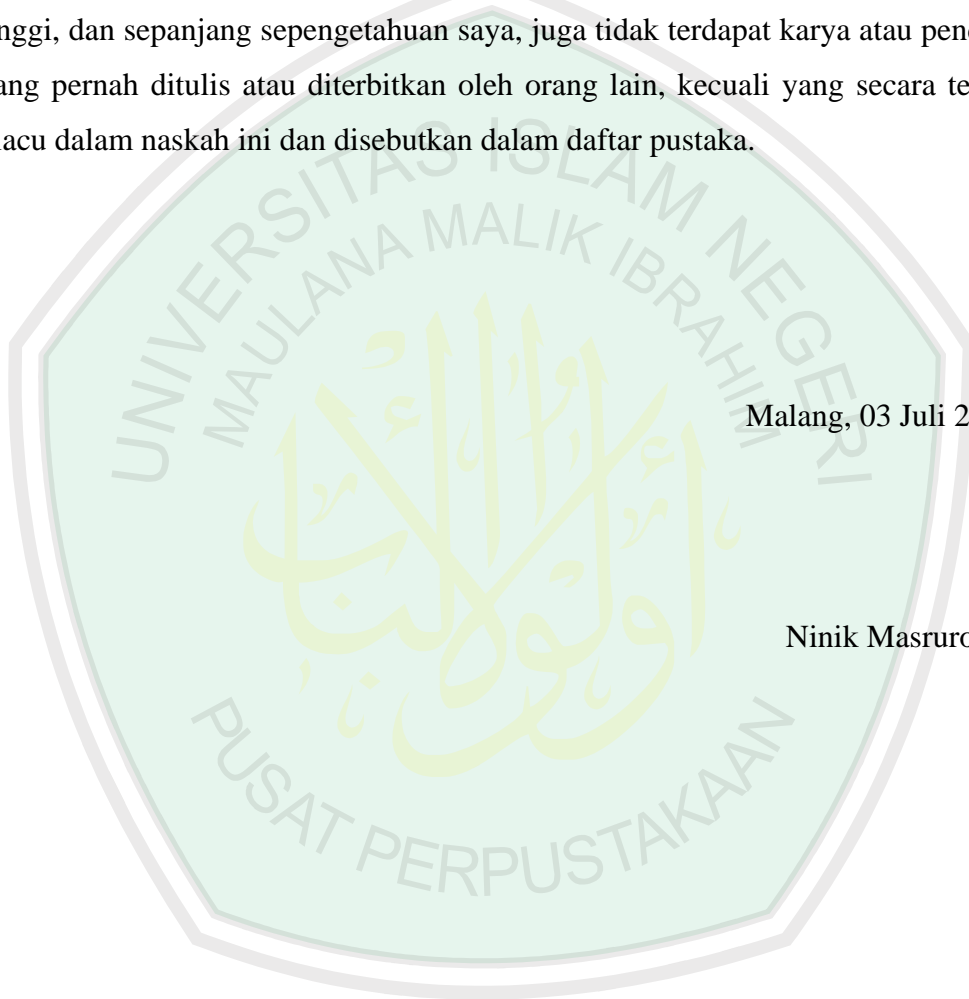 nggi, dan sepanjang sepengetahuan saya, juga tidak terdapat karya atau pen
ang pernah ditulis atau diterbitkan oleh orang lain, kecuali yang secara te
acu dalam naskah ini dan disebutkan dalam daftar pustaka.
UNIVERSITAS ISLAM NEGERI
MAULANA MALIK IBRAHIM
Malang, 03 Juli 2
أولو الألباب
Ninik Masruro
PUSAT PERPUSTAKAAN